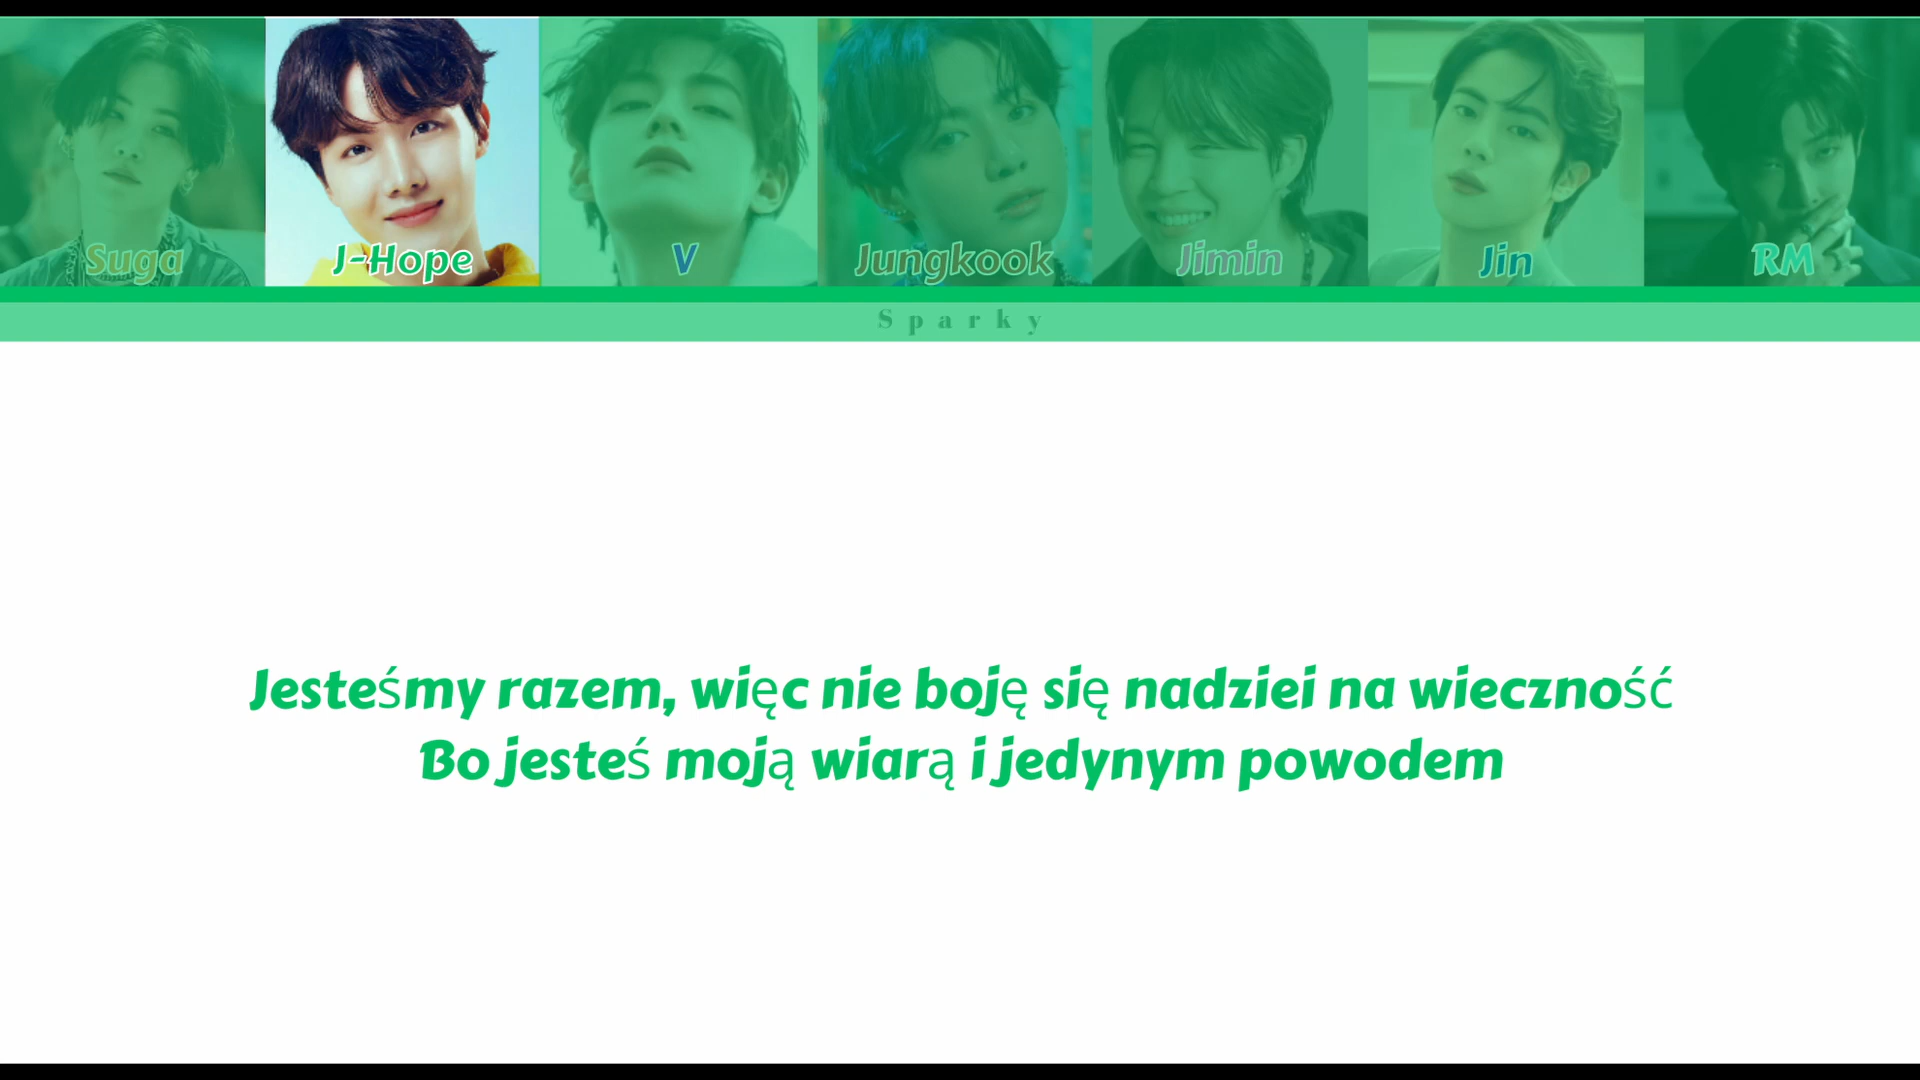 Suga J-Hope V Jungkook Jimin Jin RM
Sparky
Jesteśmy razem, więc nie boję się nadziei na wieczność
Bo jesteś moją wiarą i jedynym powodem